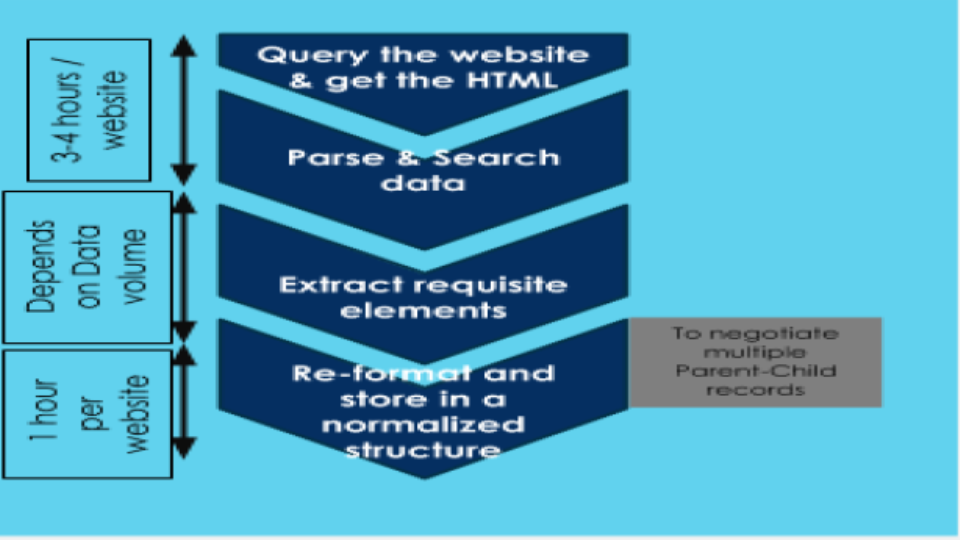 Query the website
& get the HTML
Parse & Search
data
Extract requisite
elements
Re-format and
store in a
normalized
structure
To negotiate
multiple
Parent-Child
records
3-4 hours /
website
Depends
on Data
volume
1 hour
per
website